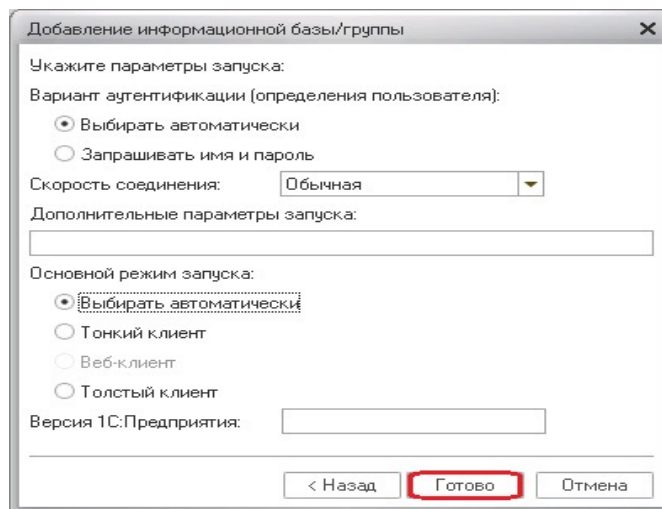 Добавление информационной базы/группы
Укажите параметры запуска:
Вариант аутентификации (определения пользователя):
Выбирать автоматически
Запрашивать имя и пароль
Скорость соединения: Обычная
Дополнительные параметры запуска:
Основной режим запуска:
Выбирать автоматически
Тонкий клиент
Веб-клиент
Толстый клиент
Версия 1С:Предприятия:
< Назад Готово Отмена